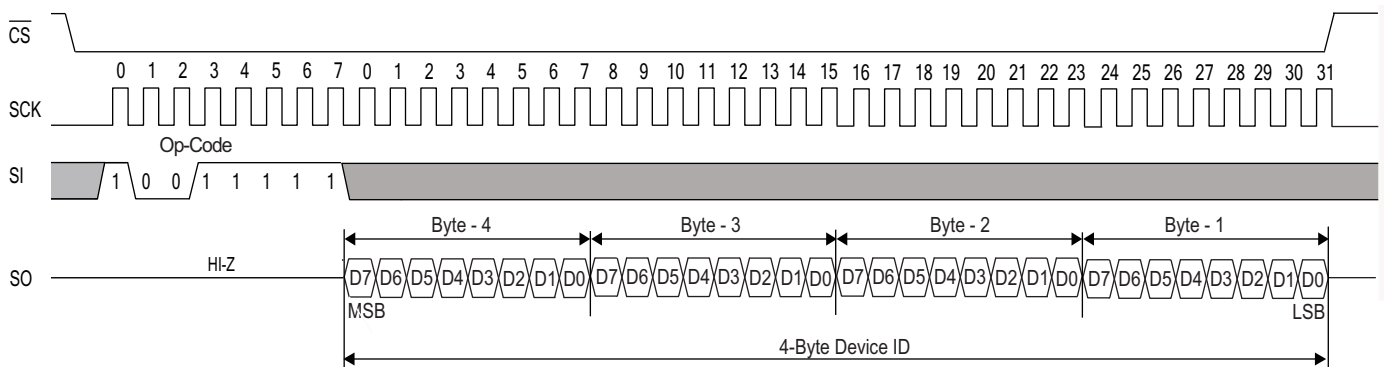 CS
0 1 2 3 4 5 6 7 0 1 2 3 4 5 6 7 8 9 10 11 12 13 14 15 16 17 18 19 20 21 22 23 24 25 26 27 28 29 30 31
SCK
Op-Code
SI 1 0 0 1 1 1 1 1
Byte - 4 Byte - 3 Byte - 2 Byte - 1
HI-Z
SO D7 D6 D5 D4 D3 D2 D1 D0 D7 D6 D5 D4 D3 D2 D1 D0 D7 D6 D5 D4 D3 D2 D1 D0 D7 D6 D5 D4 D3 D2 D1 D0
MSB LSB
4-Byte Device ID